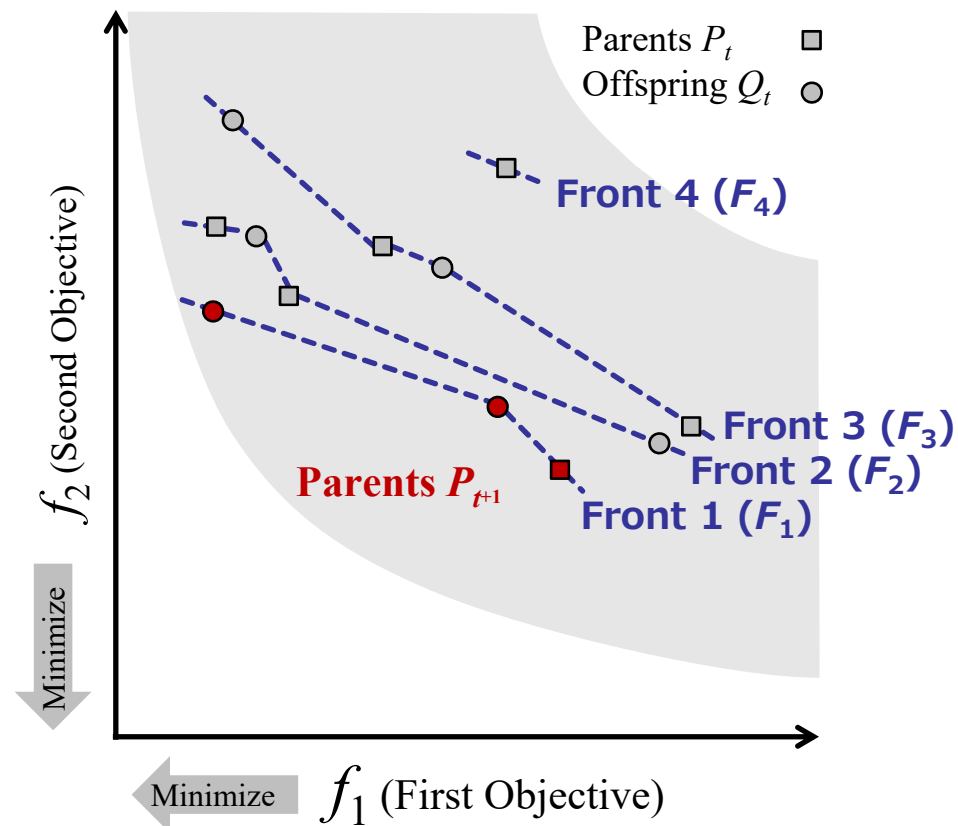 Parents P_t
Offspring Q_t
Front 4 (F_4)
Front 3 (F_3)
Front 2 (F_2)
Parents P_{t+1}
Front 1 (F_1)
f_2 (Second Objective)
Minimize
Minimize
f_1 (First Objective)